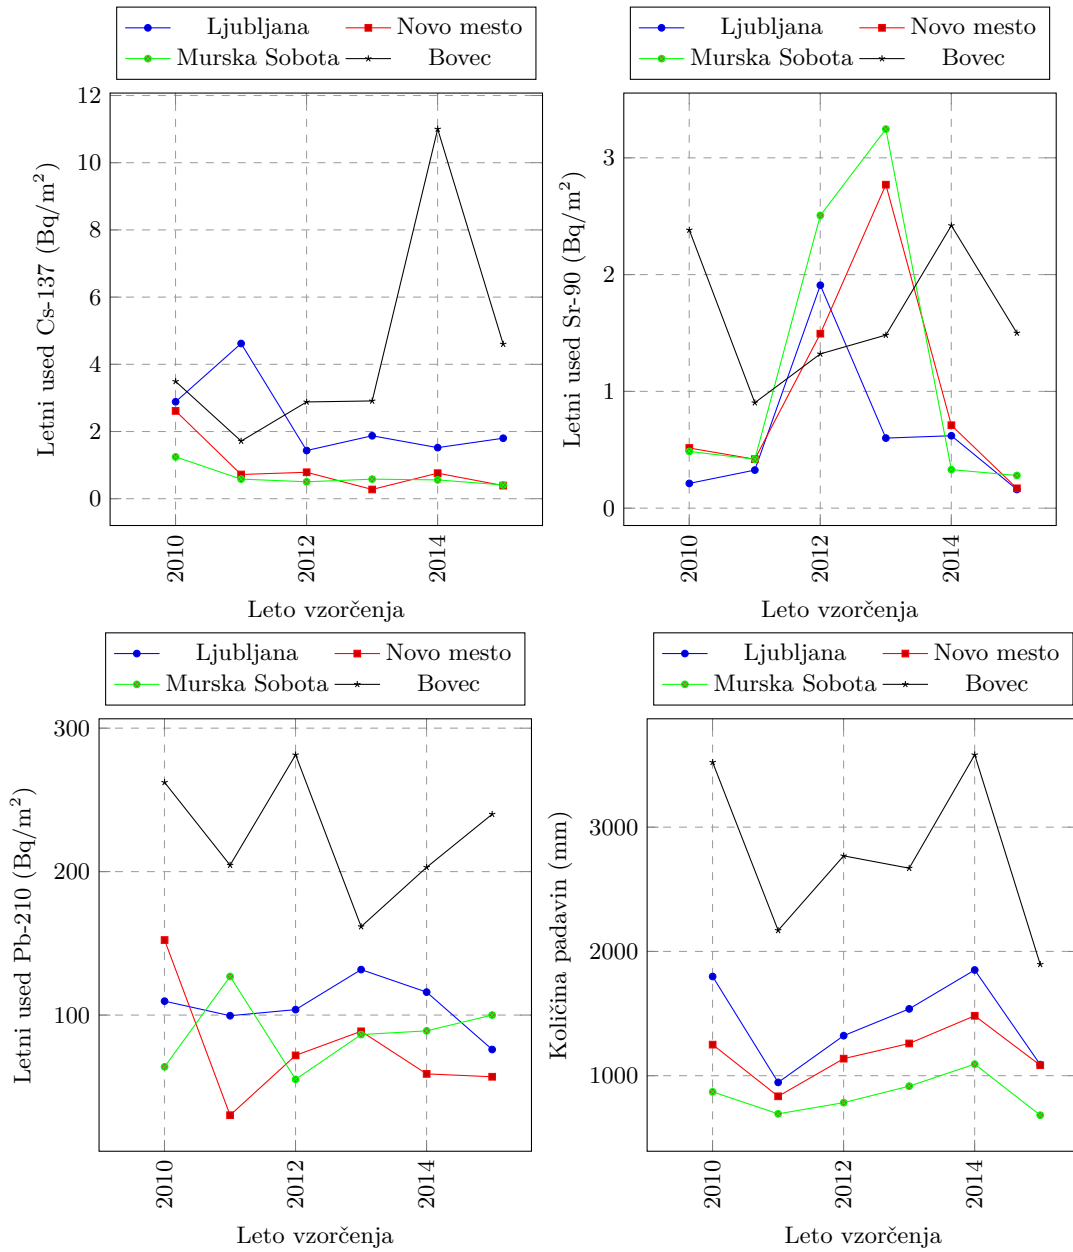 Ljubljana Novo mesto
Murska Sobota Bovec
12
10
8
6
4
2
0
Letni used Cs-137 (Bq/m²)
2010 2012 2014
Leto vzorčenja
Ljubljana Novo mesto
Murska Sobota Bovec
3
2
1
0
Letni used Sr-90 (Bq/m²)
2010 2012 2014
Leto vzorčenja
Ljubljana Novo mesto
Murska Sobota Bovec
300
200
100
Letni used Pb-210 (Bq/m²)
2010 2012 2014
Leto vzorčenja
Ljubljana Novo mesto
Murska Sobota Bovec
3000
2000
1000
Količina padavin (mm)
2010 2012 2014
Leto vzorčenja